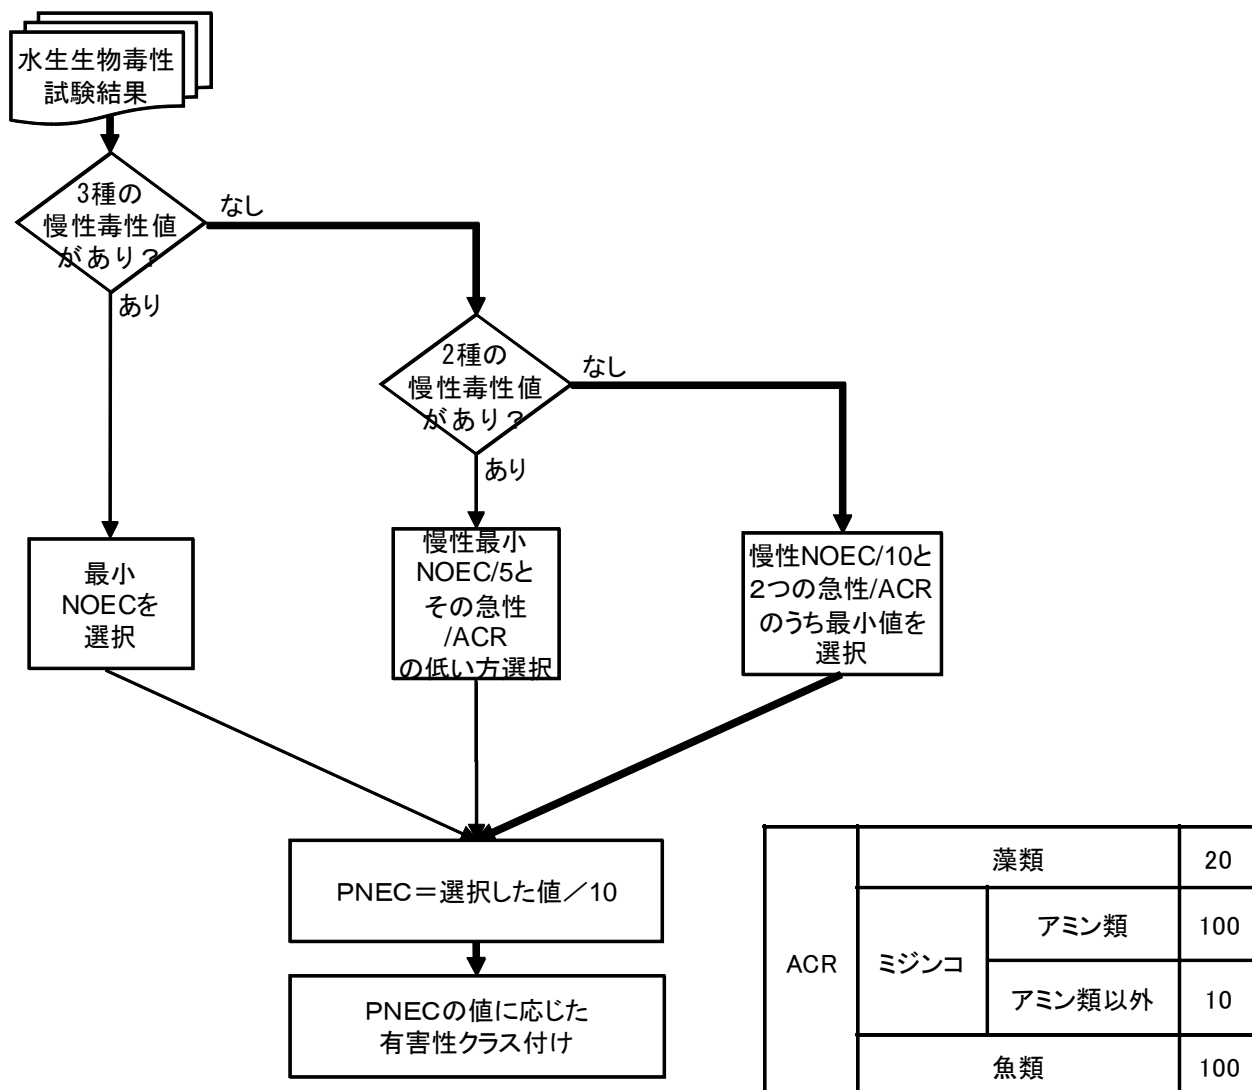 水生生物毒性
試験結果
3種の
慢性毒性値
があり？
なし
あり
2種の
慢性毒性値
があり？
なし
あり
最小
NOECを
選択
慢性最小
NOEC/5と
その急性
/ACR
の低い方選択
慢性NOEC/10と
2つの急性/ACR
のうち最小値を
選択
PNEC＝選択した値／10
PNECの値に応じた
有害性クラス付け
ACR
藻類
20
ミジンコ
アミン類
100
アミン類以外
10
魚類
100